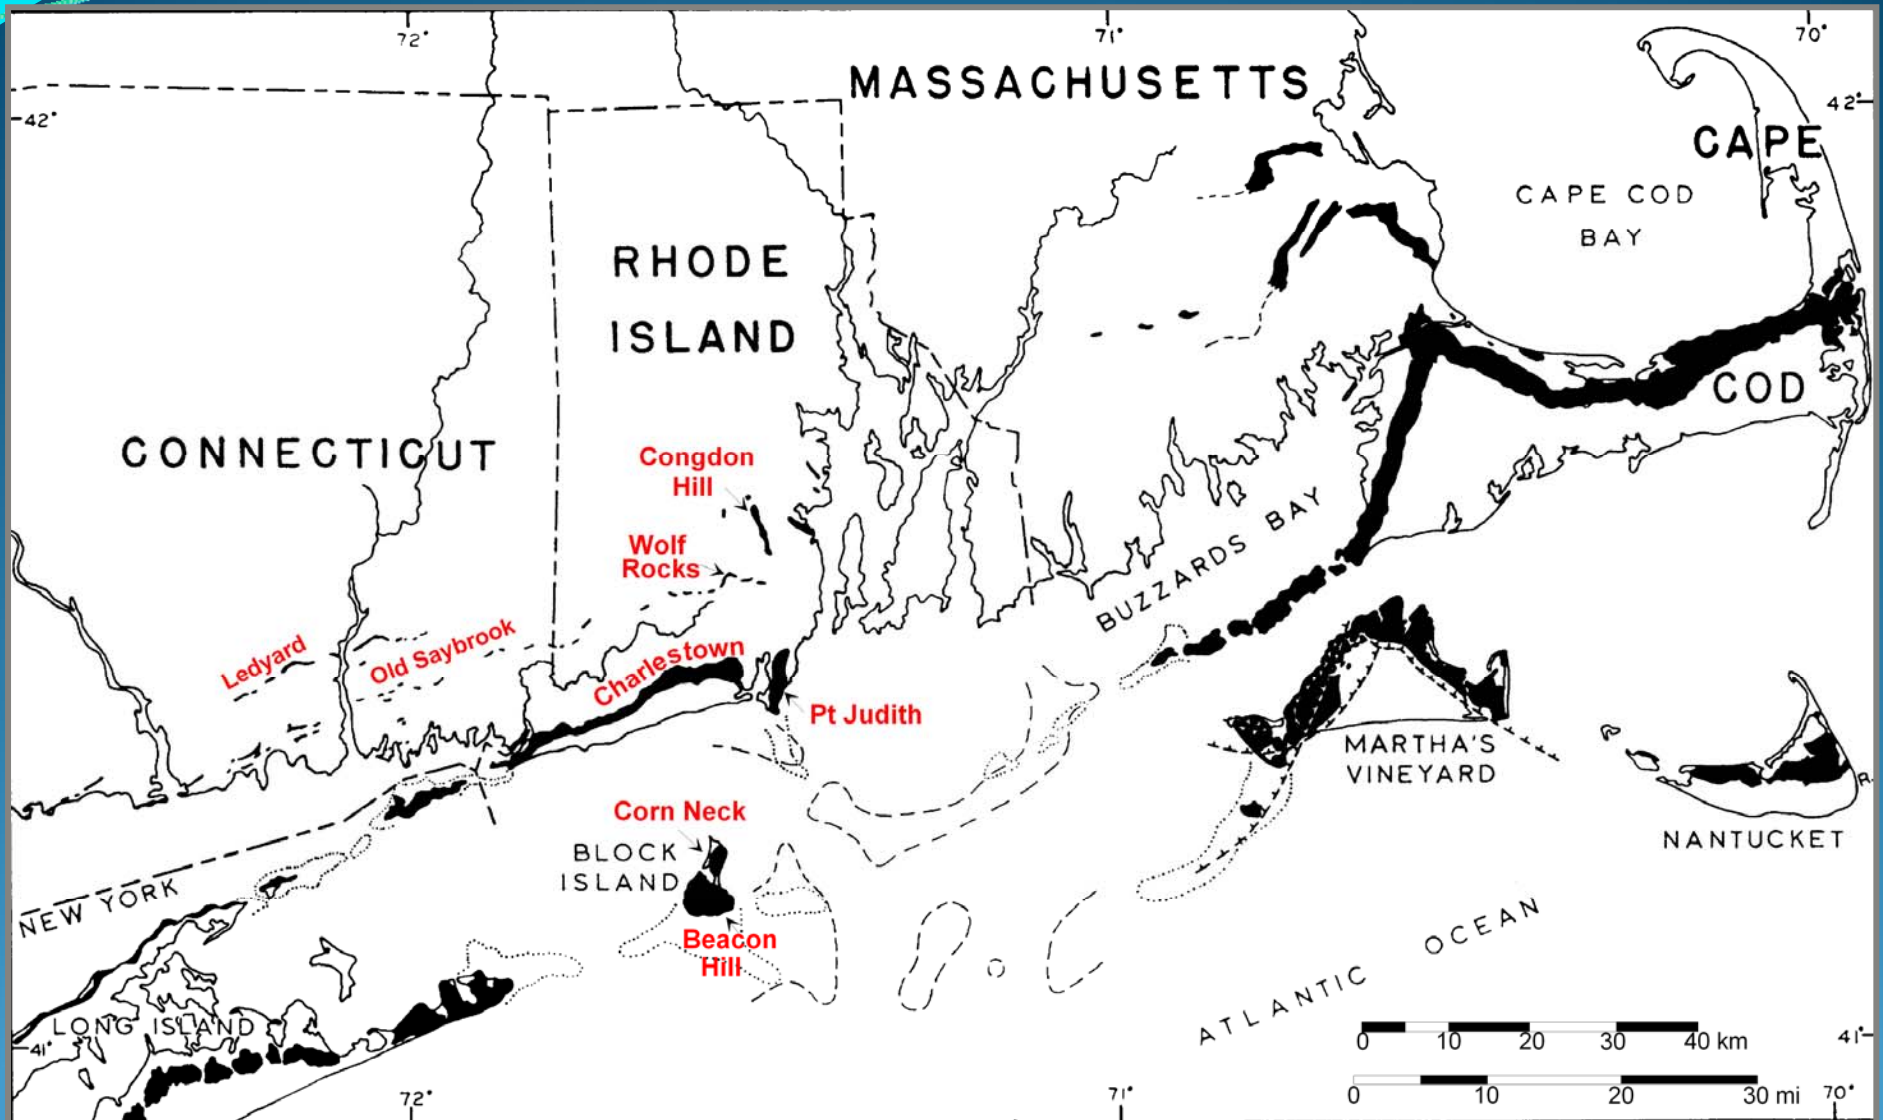 72°
71°
70°
MASSACHUSETTS
42°
42°
CAPE
CAPE COD
BAY
RHODE
ISLAND
COD
CONNECTICUT
Congdon
Hill
BUZZARDS BAY
Wolf
Rocks
Ledyard
Old Saybrook
Charlestown
Pt Judith
MARTHA'S
VINEYARD
Corn Neck
NANTUCKET
BLOCK
ISLAND
NEW YORK
Beacon
Hill
ATLANTIC OCEAN
LONG ISLAND
41°
0 10 20 30 40 km
41
0 10 20 30 mi
72°
71°
70°